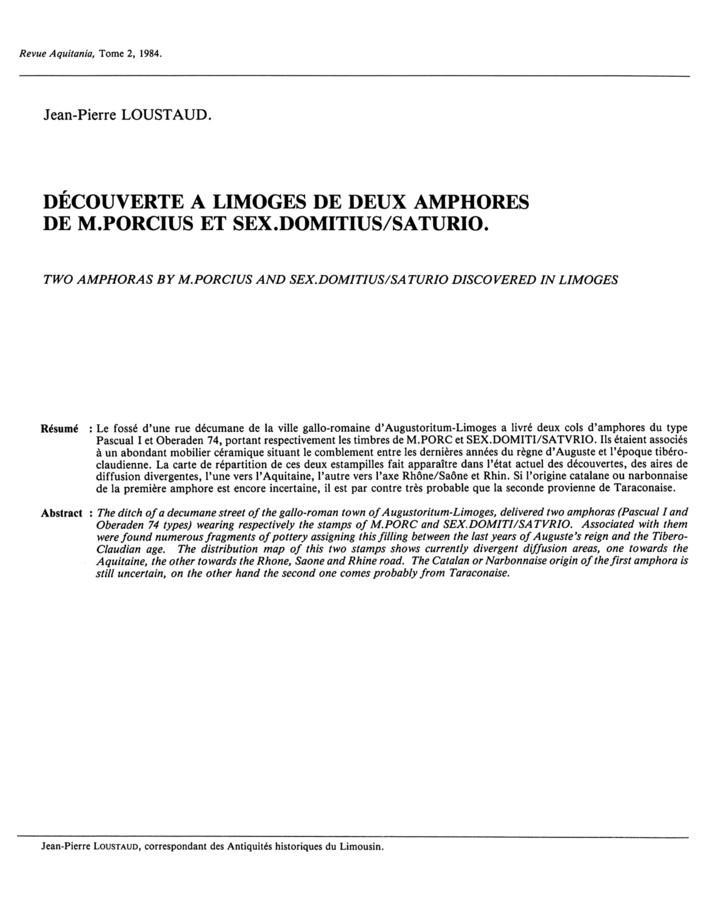 Revue Aquitania, Tome 2, 1984.
Jean-Pierre LOUSTAUD.
DÉCOUVERTE A LIMOGES DE DEUX AMPHORES
DE M.PORCIUS ET SEX.DOMITIUS/SATURIO.
TWO AMPHORAS BY M.PORCIUS AND SEX.DOMITIUS/SATURIO DISCOVERED IN LIMOGES
Résumé : Le fossé d'une rue décumane de la ville gallo-romaine d'Augustoritum-Limoges a livré deux cols d'amphores du type
Pascual I et Oberaden 74, portant respectivement les timbres de M.PORC et SEX.DOMITI/SATVRIO. Ils étaient associés
à un abondant mobilier céramique situant le comblement entre les dernières années du règne d'Auguste et l'époque tibéro-
claudienne. La carte de répartition de ces deux estampilles fait apparaître dans l'état actuel des découvertes, des aires de
diffusion divergentes, l'une vers l'Aquitaine, l'autre vers l'axe Rhône/Saône et Rhin. Si l'origine catalane ou narbonnaise
de la première amphore est encore incertaine, il est par contre très probable que la seconde provienne de Taraconaise.
Abstract : The ditch of a decumane street of the gallo-roman town of Augustoritum-Limoges, delivered two amphoras (Pascual I and
Oberaden 74 types) wearing respectively the stamps of M.PORC and SEX.DOMITI/SATVRIO. Associated with them
were found numerous fragments of pottery assigning this filling between the last years of Auguste's reign and the Tibero-
Claudian age. The distribution map of this two stamps shows currently divergent diffusion areas, one towards the
Aquitaine, the other towards the Rhone, Saone and Rhine road. The Catalan or Narbonnaise origin of the first amphora is
still uncertain, on the other hand the second one comes probably from Taraconaise.
Jean-Pierre LOUSTAUD, correspondant des Antiquités historiques du Limousin.